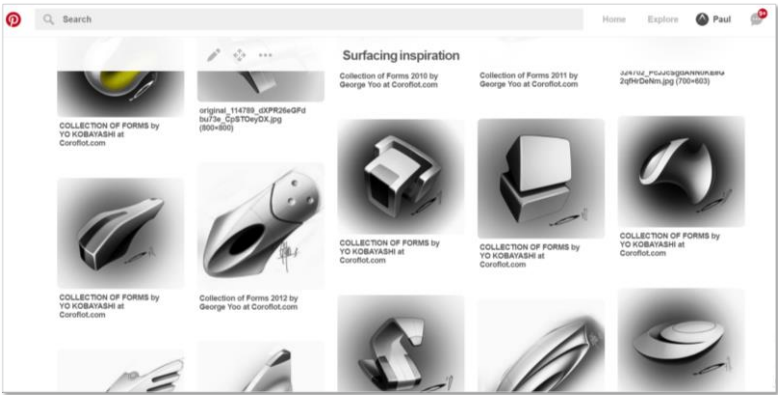 Search
Home
Explore
Paul
9+
Surfacing inspiration
COLLECTION OF FORMS by
YO KOBAYASHI at
Coroflot.com
original_114789_dXPR26eGFd
bu73e_CpSTOeyDX.jpg
(800×800)
Collection of Forms 2010 by
George Yoo at Coroflot.com
Collection of Forms 2011 by
George Yoo at Coroflot.com
2qfHrDeNm.jpg (700×603)
COLLECTION OF FORMS by
YO KOBAYASHI at
Coroflot.com
Collection of Forms 2012 by
George Yoo at Coroflot.com
COLLECTION OF FORMS by
YO KOBAYASHI at
Coroflot.com
COLLECTION OF FORMS by
YO KOBAYASHI at
Coroflot.com
COLLECTION OF FORMS by
YO KOBAYASHI at
Coroflot.com